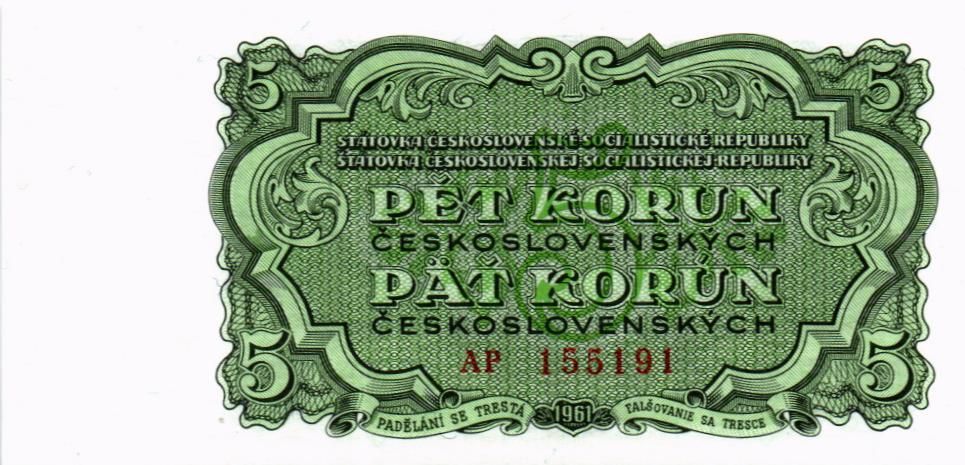 5 5
STÁTOVKA ČESKOSLOVENSKÉ SOCIALISTICKÉ REPUBLIKY
ŠTÁTOVKA ČESKOSLOVENSKEJ SOCIALISTICKEJ REPUBLIKY
PĚT KORUN
ČESKOSLOVENSKÝCH
PÄŤ KORÚN
ČESKOSLOVENSKÝCH
5 5
AP 155191
PADĚLÁNÍ SE TRESTÁ 1961 FALŠOVANIE SA TRESCE